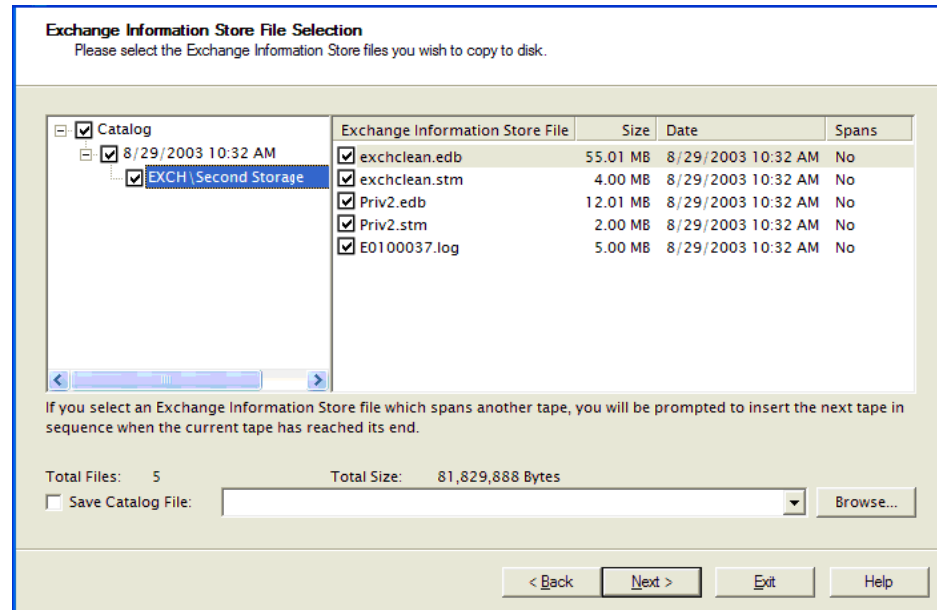 Exchange Information Store File Selection
Please select the Exchange Information Store files you wish to copy to disk.
Catalog
8/29/2003 10:32 AM
EXCH\Second Storage
Exchange Information Store File Size Date Spans
exchclean.edb 55.01 MB 8/29/2003 10:32 AM No
exchclean.stm 4.00 MB 8/29/2003 10:32 AM No
Priv2.edb 12.01 MB 8/29/2003 10:32 AM No
Priv2.stm 2.00 MB 8/29/2003 10:32 AM No
E0100037.log 5.00 MB 8/29/2003 10:32 AM No
If you select an Exchange Information Store file which spans another tape, you will be prompted to insert the next tape in
sequence when the current tape has reached its end.
Total Files: 5 Total Size: 81,829,888 Bytes
Save Catalog File: Browse...
< Back Next > Exit Help